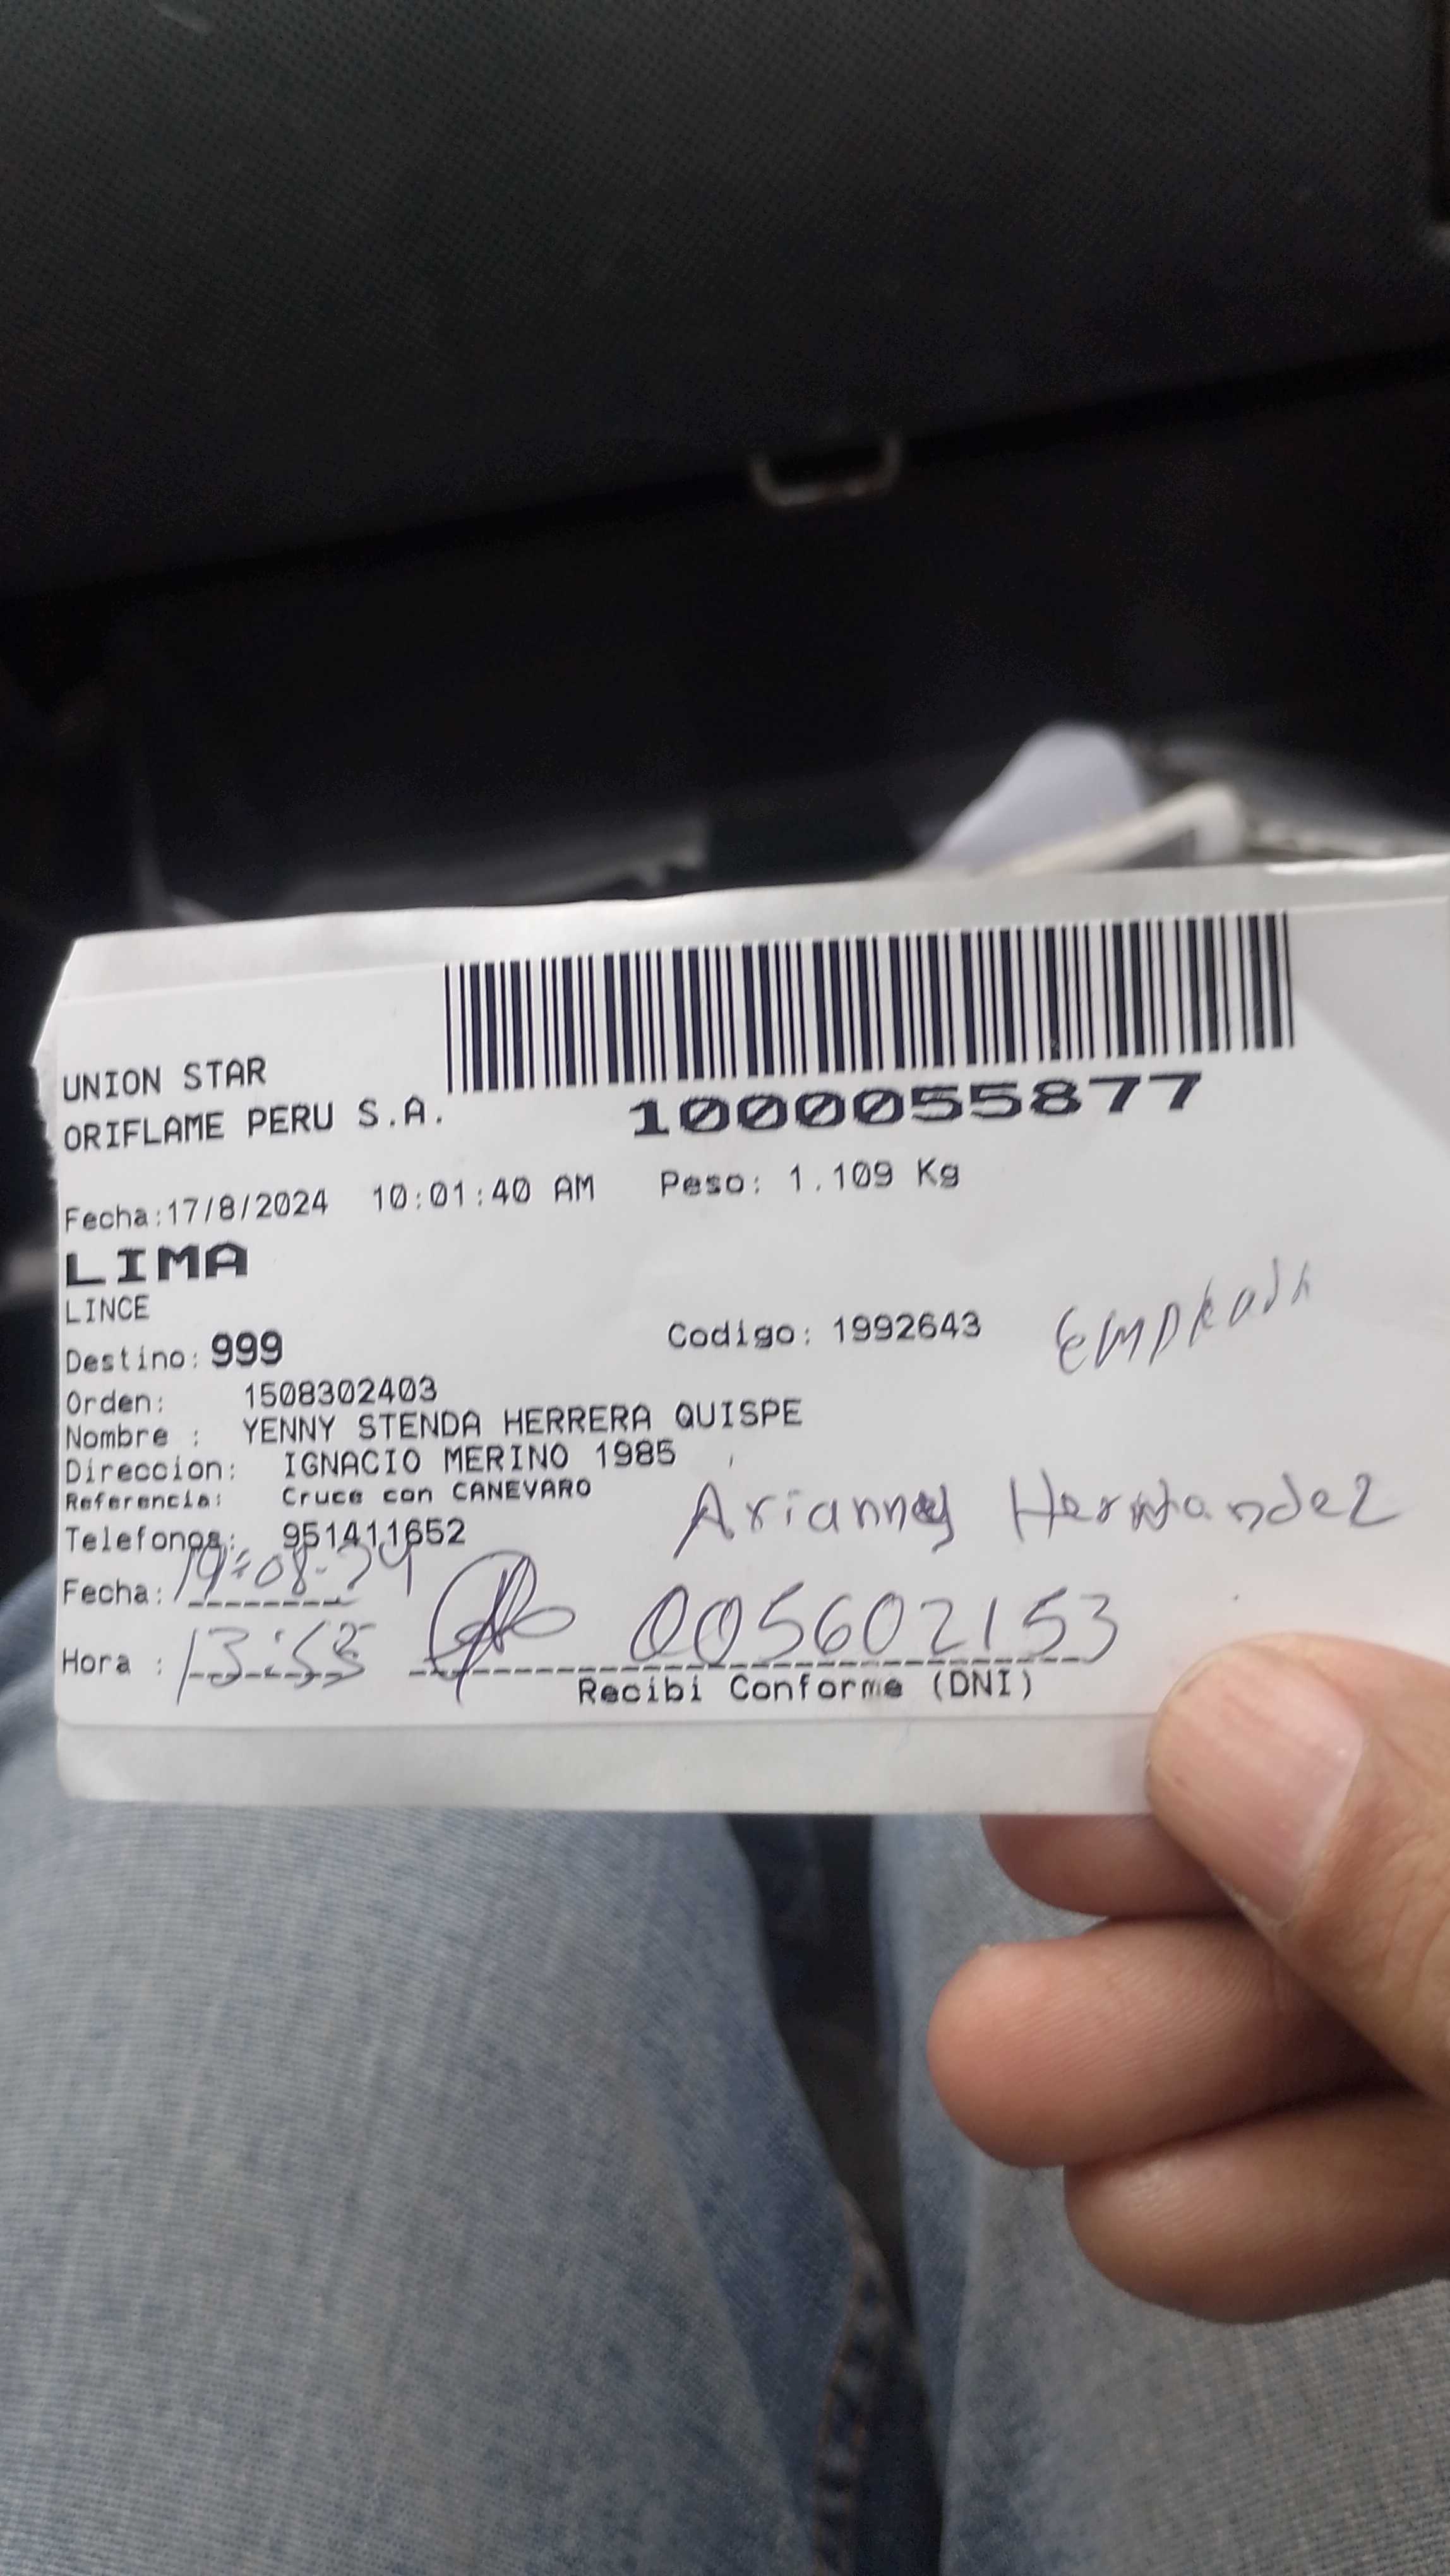 UNION STAR
ORIFLAME PERU S.A.
1000055877
Fecha:17/8/2024 10:01:40 AM Peso: 1.109 Kg
LIMA
LINCE
Destino: 999 Codigo: 1992643
Orden: 1508302403
Nombre : YENNY STENDA HERRERA QUISPE
Direccion: IGNACIO MERINO 1985
Referencia: Cruce con CANEVARO
Telefonos: 951411652
Arianny Hernandez
Fecha: 19-08-24
Hora : 13:58 005602153
Recibi Conforme (DNI)